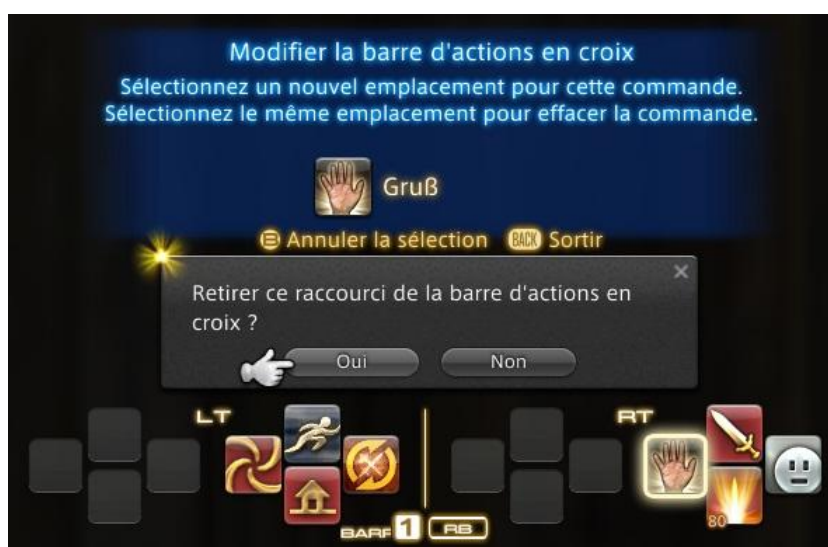 Modifier la barre d'actions en croix
Sélectionnez un nouvel emplacement pour cette commande.
Sélectionnez le même emplacement pour effacer la commande.
Gruß
B Annuler la sélection BACK Sortir
Retirer ce raccourci de la barre d'actions en
croix ?
Oui Non
LT RT
80
BARRE 1 RB